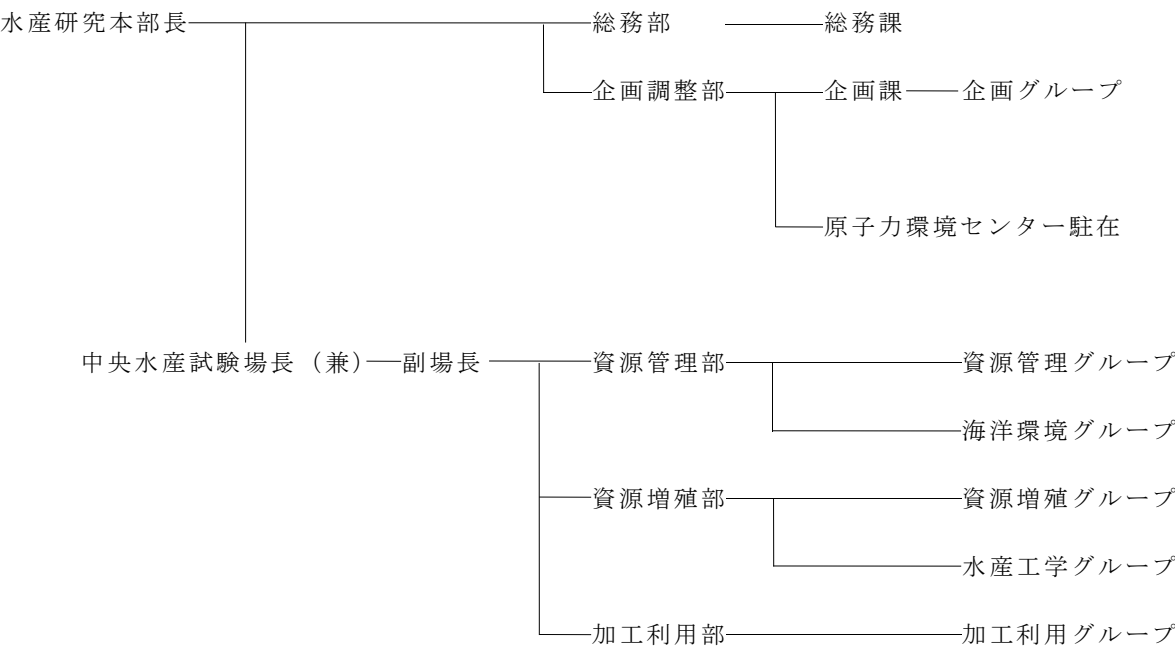 水産研究本部長 総務部 総務課
企画調整部 企画課 企画グループ
原子力環境センター駐在
中央水産試験場長（兼） 副場長 資源管理部 資源管理グループ
海洋環境グループ
資源増殖部 資源増殖グループ
水産工学グループ
加工利用部 加工利用グループ